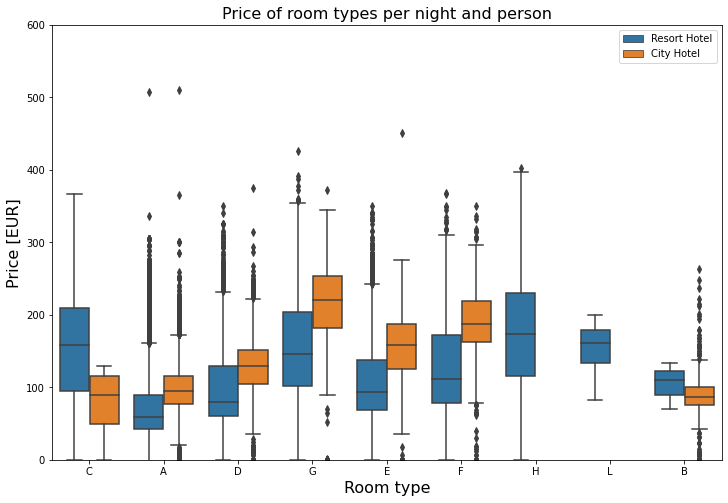 Price of room types per night and person
Resort Hotel
City Hotel
600
500
400
300
200
100
0
Price [EUR]
C A D G E F H L B
Room type